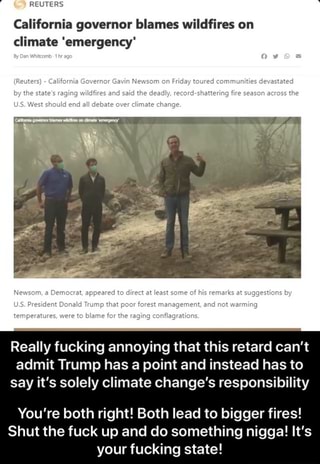 REUTERS
California governor blames wildfires on
climate 'emergency'
By Dan Whitcomb · 1 hr ago
(Reuters) - California Governor Gavin Newsom on Friday toured communities devastated
by the state's raging wildfires and said the deadly, record-shattering fire season across the
U.S. West should end all debate over climate change.
California governor blames wildfires on climate 'emergency'
Newsom, a Democrat, appeared to direct at least some of his remarks at suggestions by
U.S. President Donald Trump that poor forest management, and not warming
temperatures, were to blame for the raging conflagrations.
Really fucking annoying that this retard can't
admit Trump has a point and instead has to
say it's solely climate change's responsibility
You're both right! Both lead to bigger fires!
Shut the fuck up and do something nigga! It's
your fucking state!